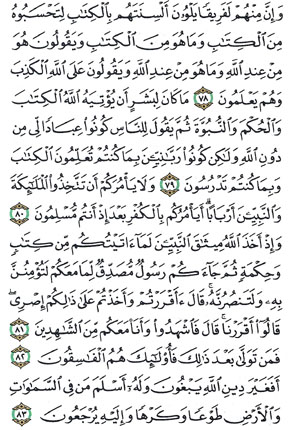 وَإِنَّ مِنْهُمْ لَفَرِيقًا يَلْوُۥنَ أَلْسِنَتَهُم بِٱلْكِتَٰبِ لِتَحْسَبُوهُ
مِنَ ٱلْكِتَٰبِ وَمَا هُوَ مِنَ ٱلْكِتَٰبِ وَيَقُولُونَ هُوَ
مِنْ عِندِ ٱللَّهِ وَمَا هُوَ مِنْ عِندِ ٱللَّهِ وَيَقُولُونَ عَلَى ٱللَّهِ ٱلْكَذِبَ
وَهُمْ يَعْلَمُونَ ٧٨ مَا كَانَ لِبَشَرٍ أَن يُؤْتِيَهُ ٱللَّهُ ٱلْكِتَٰبَ
وَٱلْحُكْمَ وَٱلنُّبُوَّةَ ثُمَّ يَقُولَ لِلنَّاسِ كُونُوا۟ عِبَادًا لِّى مِن
دُونِ ٱللَّهِ وَلَٰكِن كُونُوا۟ رَبَّٰنِيِّۦنَ بِمَا كُنتُمْ تُعَلِّمُونَ ٱلْكِتَٰبَ
وَبِمَا كُنتُمْ تَدْرُسُونَ ٧٩ وَلَا يَأْمُرَكُمْ أَن تَتَّخِذُوا۟ ٱلْمَلَٰٓئِكَةَ
وَٱلنَّبِيِّۦنَ أَرْبَابًا أَيَأْمُرُكُم بِٱلْكُفْرِ بَعْدَ إِذْ أَنتُم مُّسْلِمُونَ ٨٠
وَإِذْ أَخَذَ ٱللَّهُ مِيثَٰقَ ٱلنَّبِيِّۦنَ لَمَآ ءَاتَيْتُكُم مِّن كِتَٰبٍ
وَحِكْمَةٍ ثُمَّ جَآءَكُمْ رَسُولٌ مُّصَدِّقٌ لِّمَا مَعَكُمْ لَتُؤْمِنُنَّ
بِهِۦ وَلَتَنصُرُنَّهُۥ قَالَ ءَأَقْرَرْتُمْ وَأَخَذْتُمْ عَلَىٰ ذَٰلِكُمْ إِصْرِى
قَالُوٓا۟ أَقْرَرْنَا قَالَ فَٱشْهَدُوا۟ وَأَنَا۠ مَعَكُم مِّنَ ٱلشَّٰهِدِينَ ٨١
فَمَن تَوَلَّىٰ بَعْدَ ذَٰلِكَ فَأُو۟لَٰٓئِكَ هُمُ ٱلْفَٰسِقُونَ ٨٢
أَفَغَيْرَ دِينِ ٱللَّهِ يَبْغُونَ وَلَهُۥٓ أَسْلَمَ مَن فِى ٱلسَّمَٰوَٰتِ
وَٱلْأَرْضِ طَوْعًا وَكَرْهًا وَإِلَيْهِ يُرْجَعُونَ ٨٣